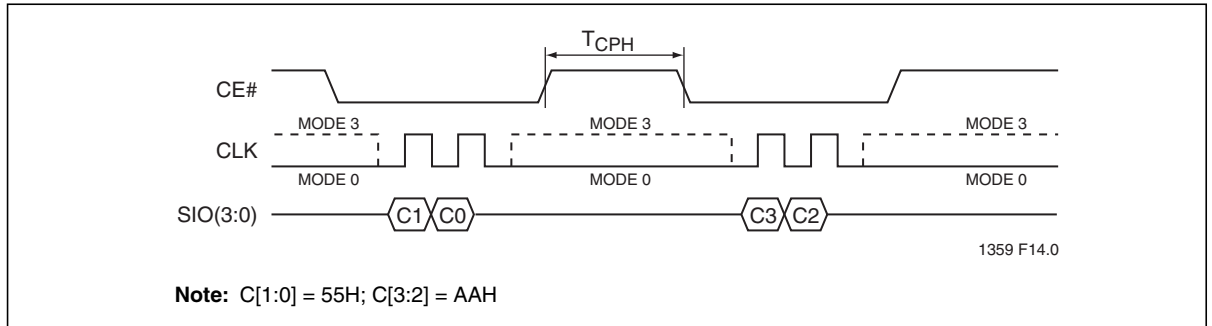 TCPH
CE#
MODE 3 MODE 3 MODE 3
CLK
MODE 0 MODE 0 MODE 0
SIO(3:0) C1 C0 C3 C2
1359 F14.0
Note: C[1:0] = 55H; C[3:2] = AAH